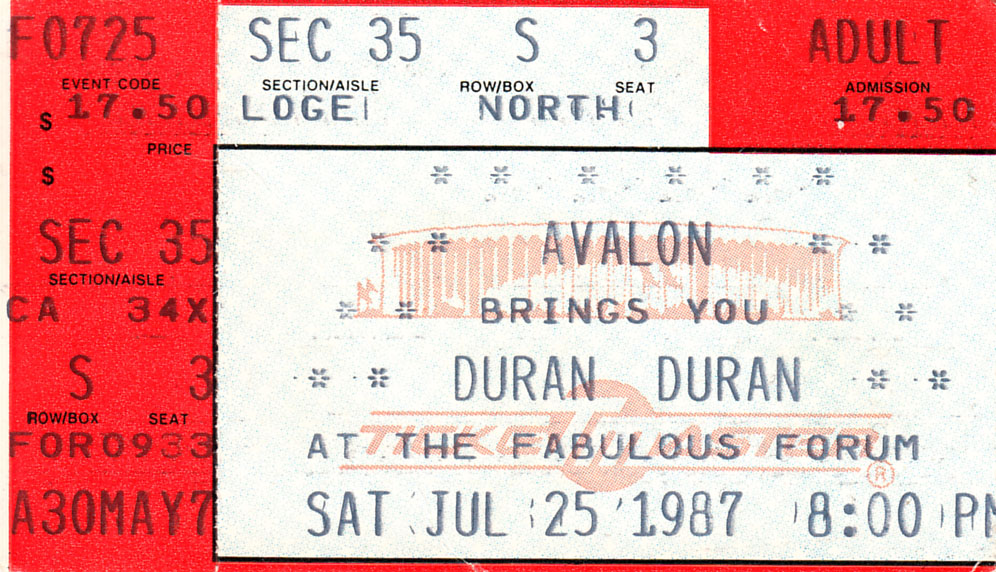 F0725
EVENT CODE
$ 17.50
PRICE
$
SEC 35
SECTION/AISLE
CA 34X
S 3
ROW/BOX SEAT
FOR0933
A30MAY7
SEC 35 S 3
SECTION/AISLE ROW/BOX SEAT
LOGE NORTH
ADULT
ADMISSION
17.50
* * * * * *
* * AVALON * *
* * BRINGS YOU * *
* * DURAN DURAN * *
TICKETMASTER ®
AT THE FABULOUS FORUM
SAT JUL 25 1987 8:00 PM